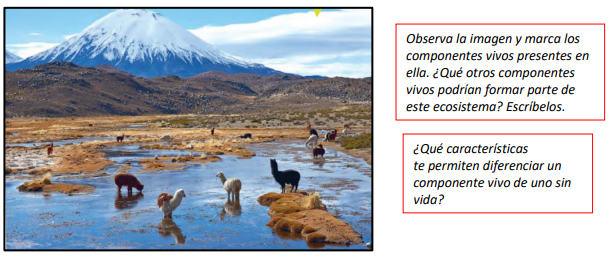 Observa la imagen y marca los
componentes vivos presentes en
ella. ¿Qué otros componentes
vivos podrían formar parte de
este ecosistema? Escríbelos.
¿Qué características
te permiten diferenciar un
componente vivo de uno sin
vida?